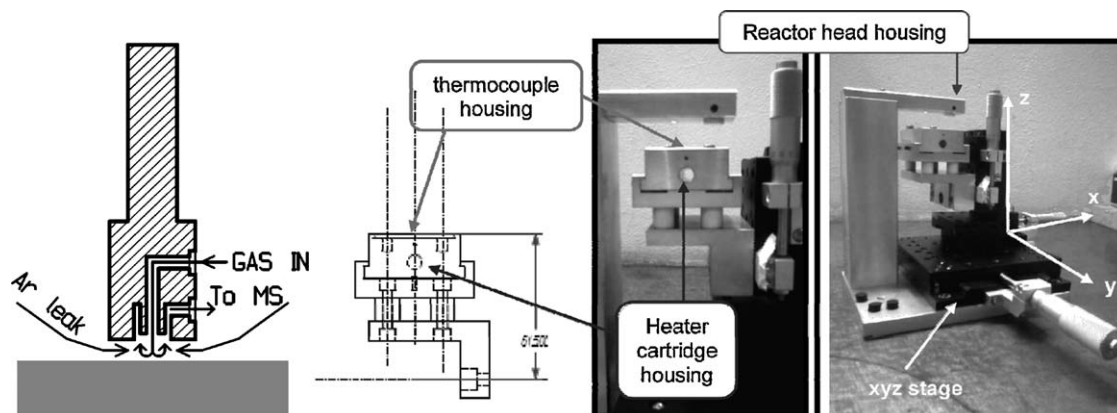 Reactor head housing
thermocouple
housing
GAS IN
To MS
Ar leak
Heater
cartridge
housing
z
x
y
xyz stage